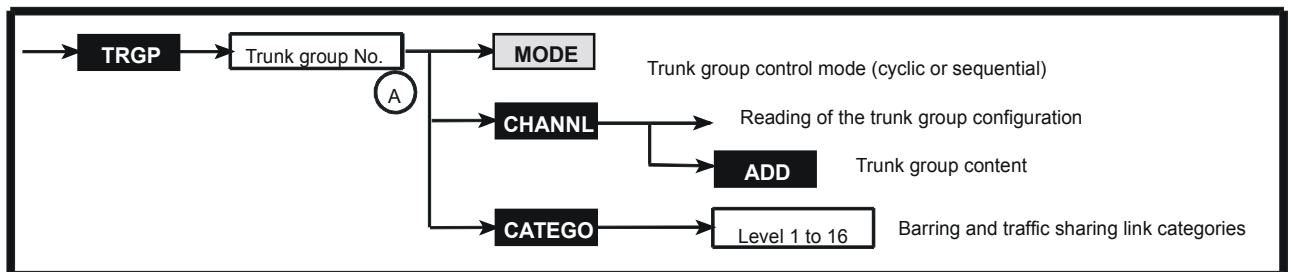 TRGP
Trunk group No.
A
MODE
Trunk group control mode (cyclic or sequential)
CHANNL
Reading of the trunk group configuration
ADD
Trunk group content
CATEGO
Level 1 to 16
Barring and traffic sharing link categories